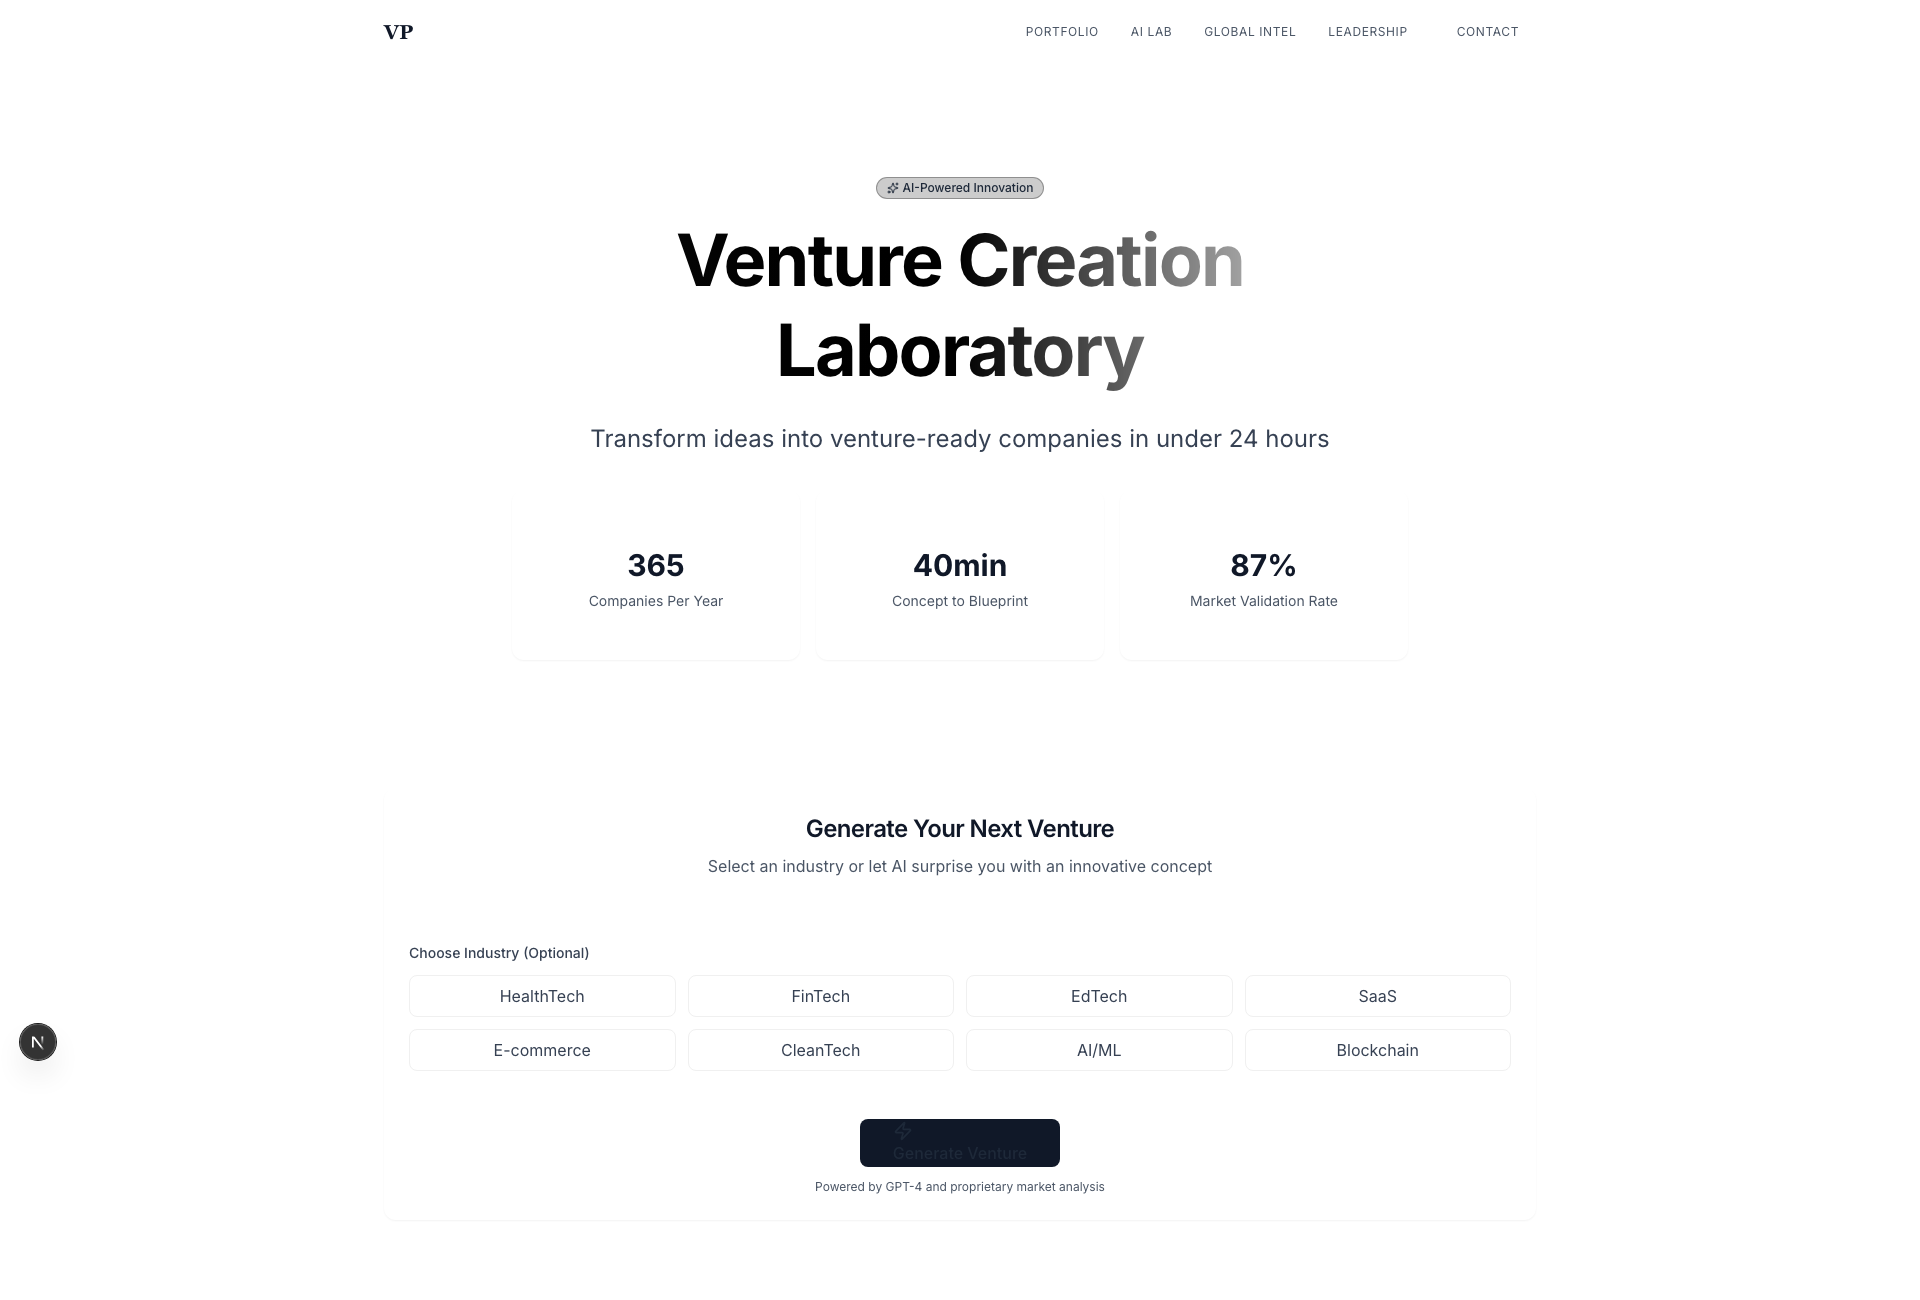 VP
PORTFOLIO
AI LAB
GLOBAL INTEL
LEADERSHIP
CONTACT
AI-Powered Innovation
Venture Creation
Laboratory
Transform ideas into venture-ready companies in under 24 hours
365
Companies Per Year
40min
Concept to Blueprint
87%
Market Validation Rate
Generate Your Next Venture
Select an industry or let AI surprise you with an innovative concept
Choose Industry (Optional)
HealthTech
FinTech
EdTech
SaaS
E-commerce
CleanTech
AI/ML
Blockchain
Generate Venture
Powered by GPT-4 and proprietary market analysis
N